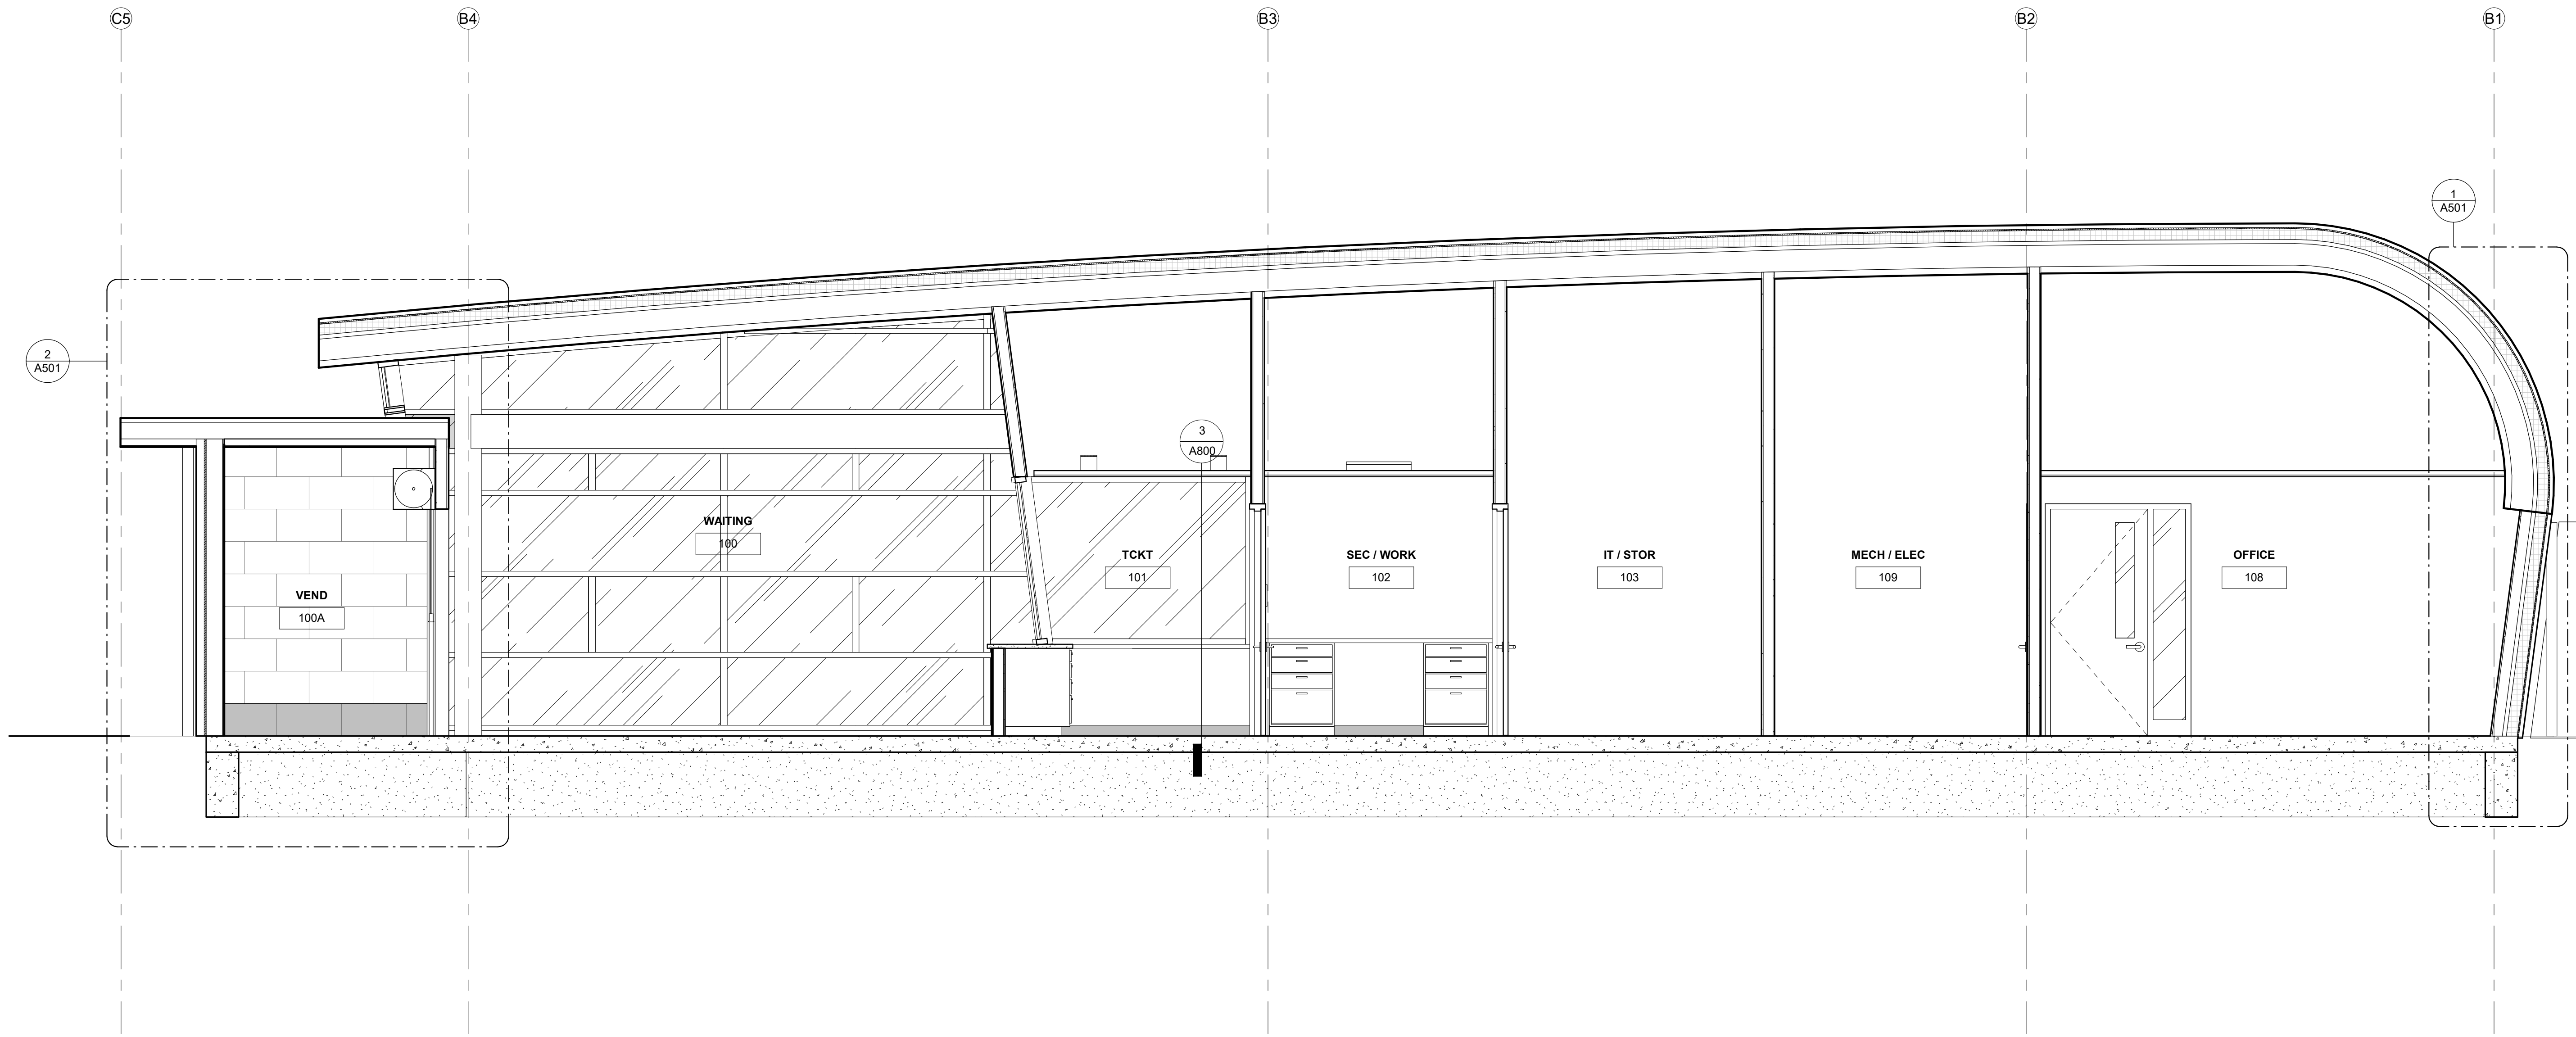 C5
B4
B3
B2
B1
1
A501
2
A501
3
A800
WAITING
100
TCKT
101
SEC / WORK
102
IT / STOR
103
MECH / ELEC
109
OFFICE
108
VEND
100A